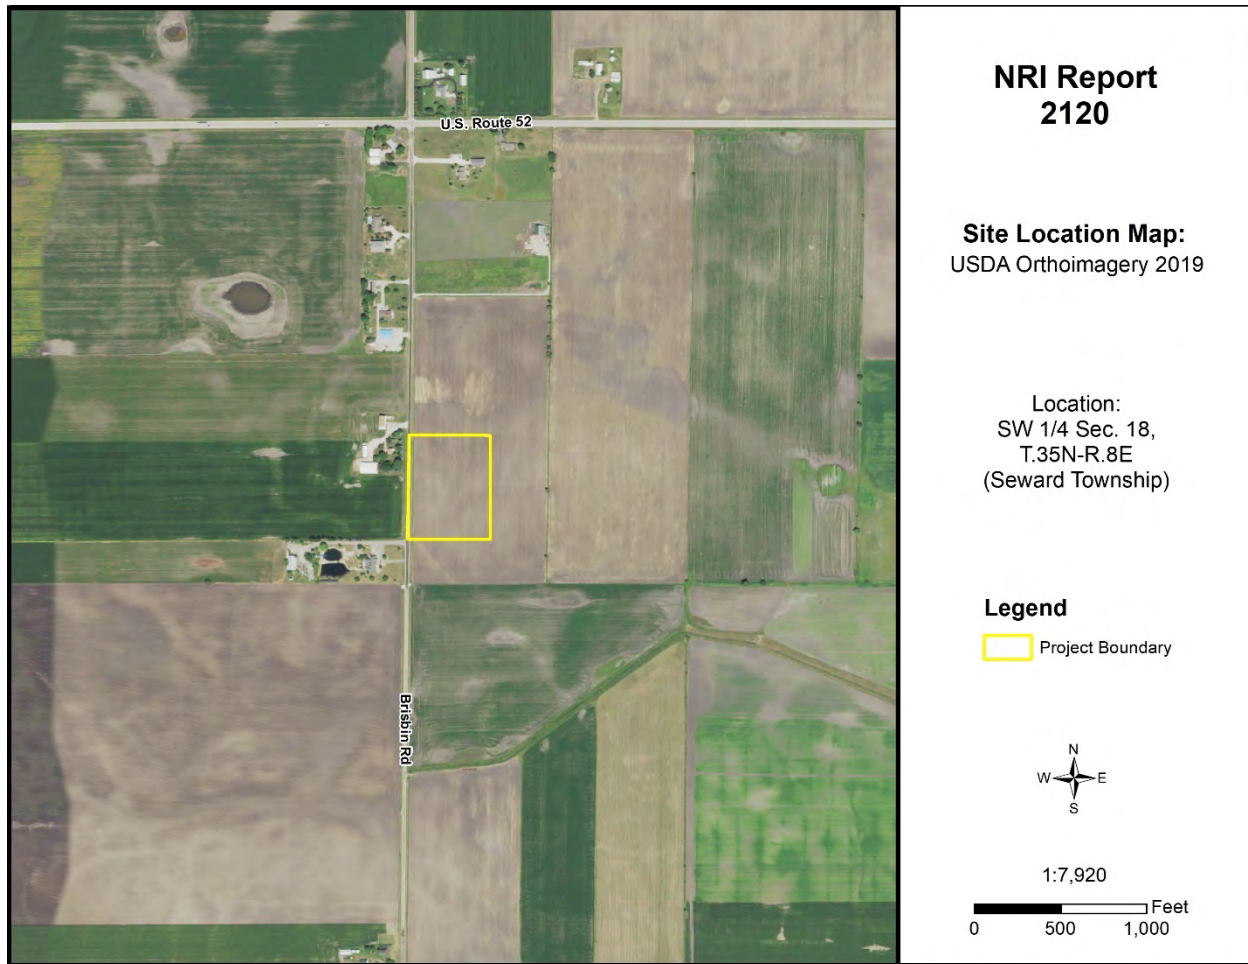 U.S. Route 52
Brisbin Rd
NRI Report
2120
Site Location Map:
USDA Orthoimagery 2019
Location:
SW 1/4 Sec. 18,
T.35N-R.8E
(Seward Township)
Legend
Project Boundary
N
W E
S
1:7,920
Feet
0 500 1,000